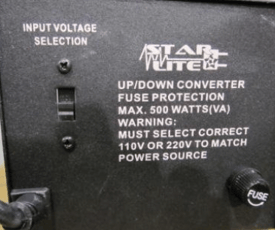 INPUT VOLTAGE
SELECTION
STAR
LITE
UP/DOWN CONVERTER
FUSE PROTECTION
MAX. 500 WATTS(VA)
WARNING:
MUST SELECT CORRECT
110V OR 220V TO MATCH
POWER SOURCE
FUSE